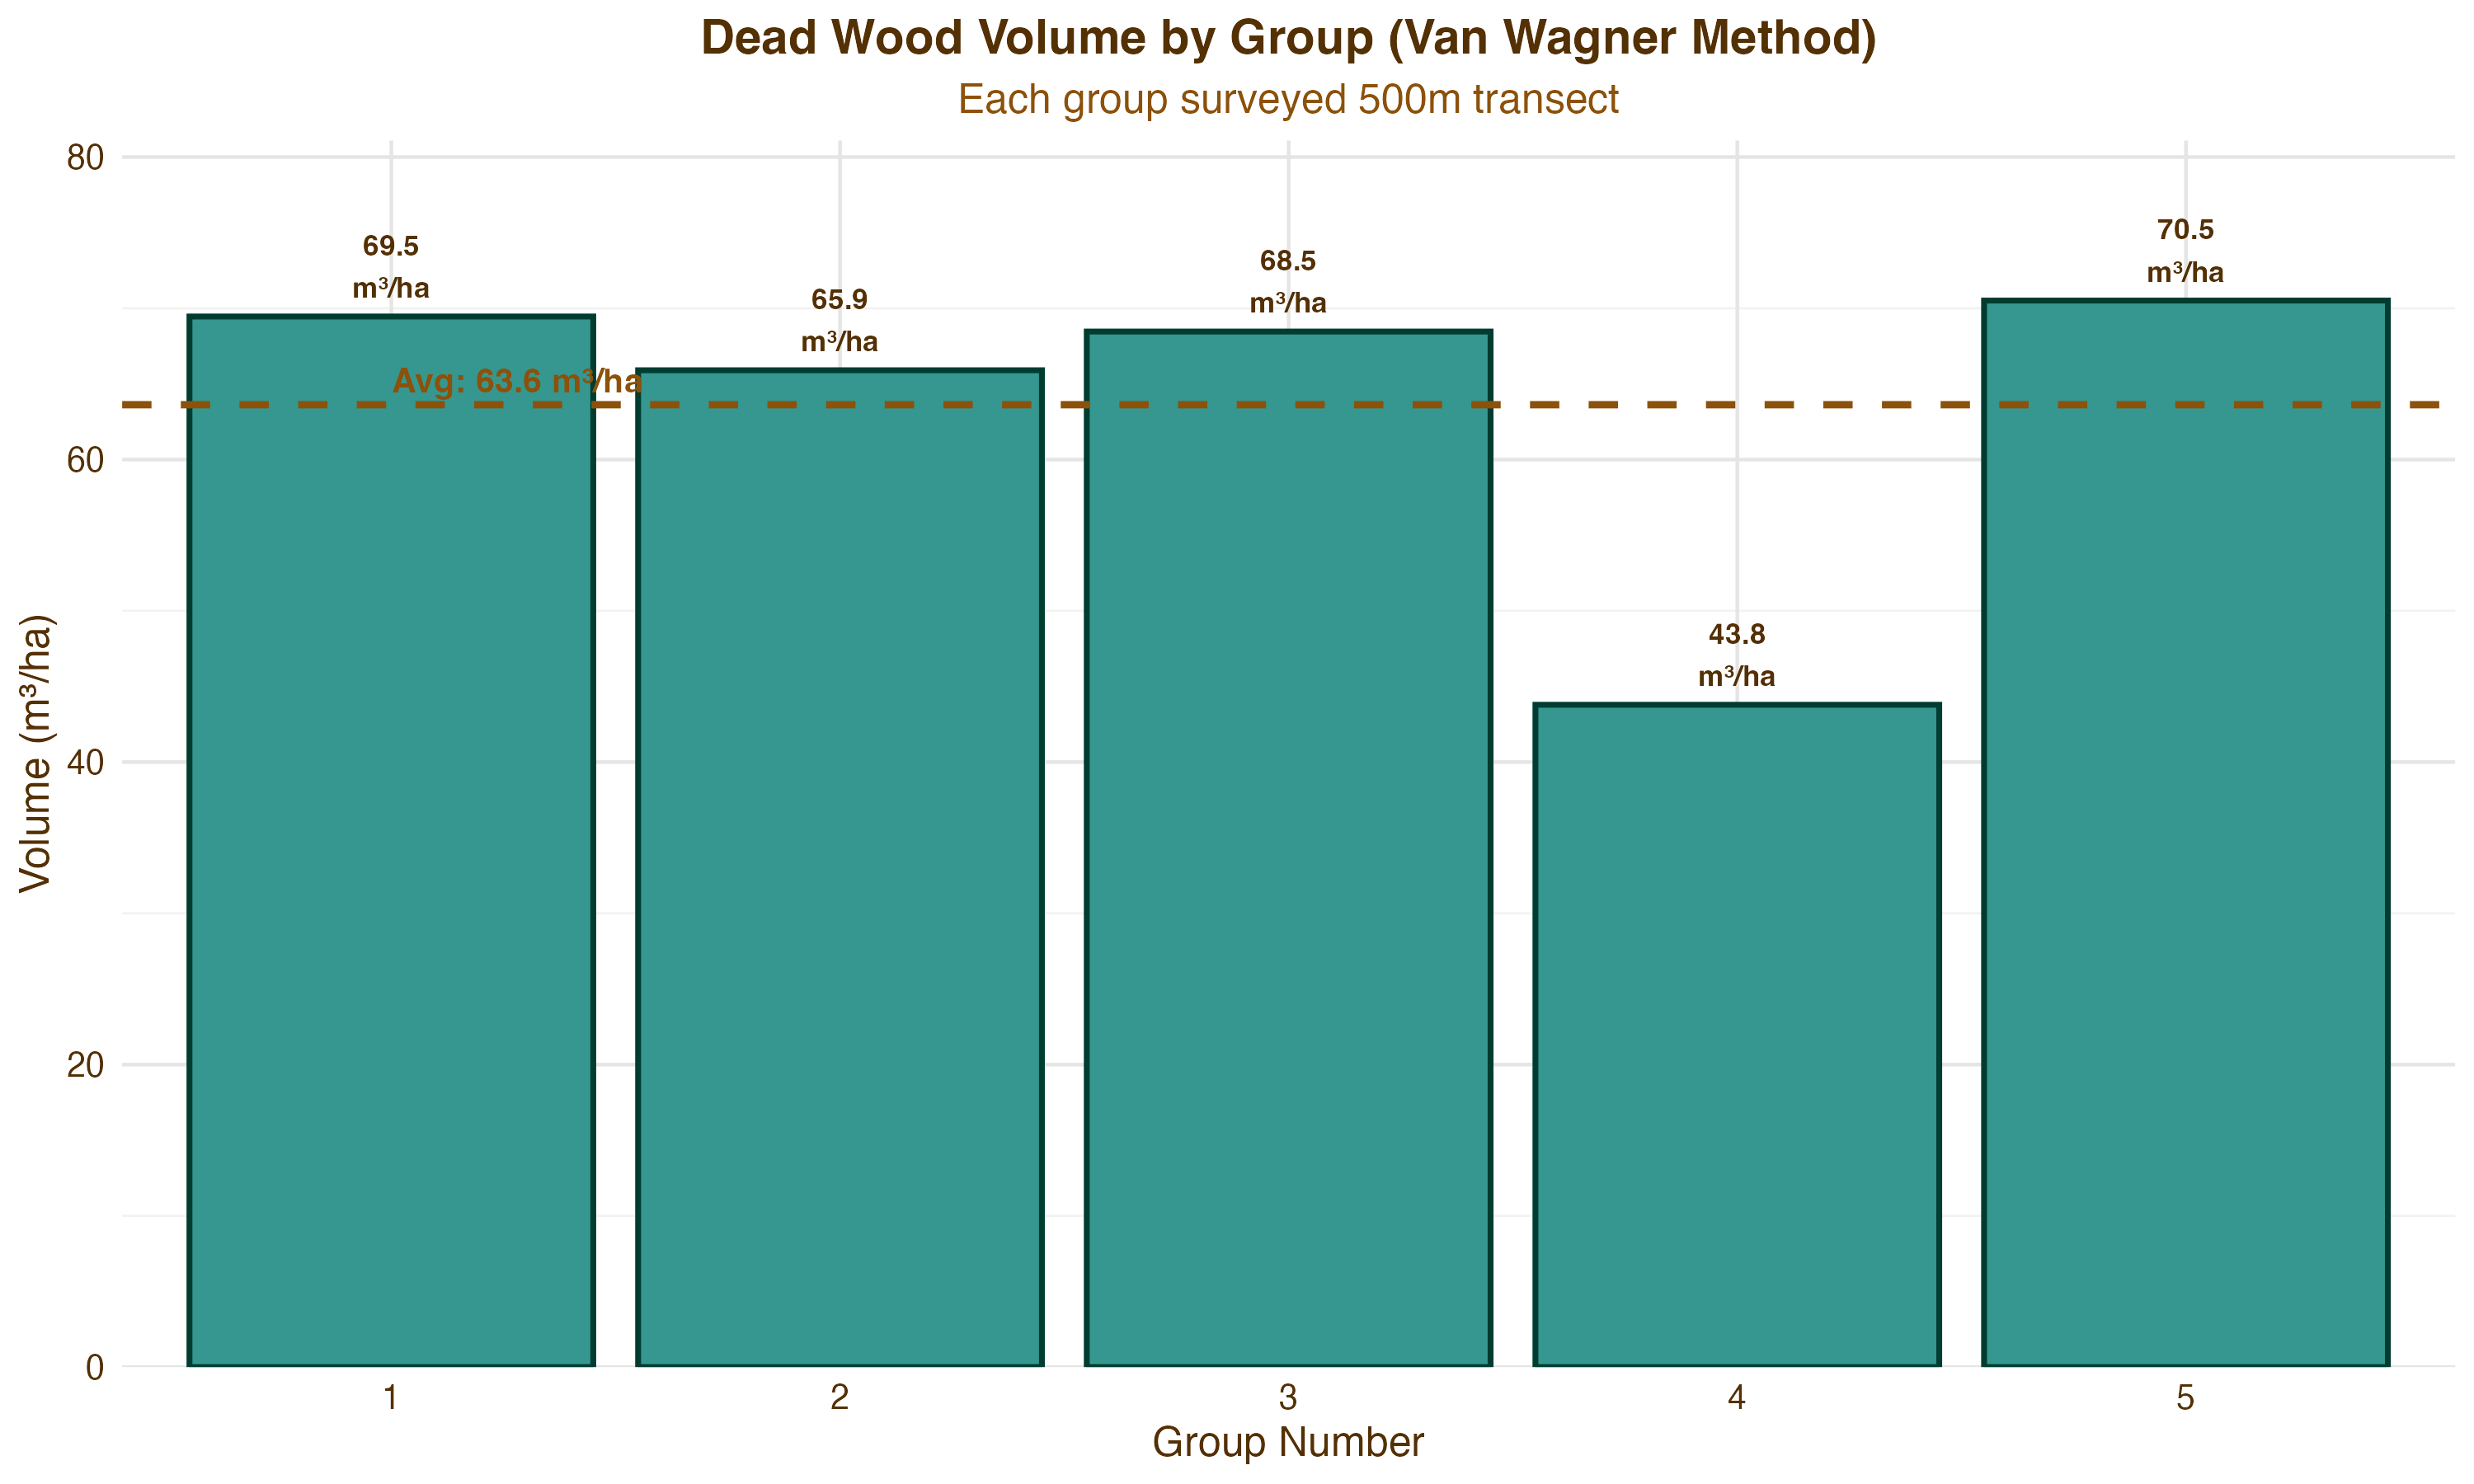 Dead Wood Volume by Group (Van Wagner Method)
Each group surveyed 500m transect
Volume (m³/ha)
80
60
40
20
0
69.5
m³/ha
65.9
m³/ha
68.5
m³/ha
43.8
m³/ha
70.5
m³/ha
Avg: 63.6 m³/ha
1
2
3
4
5
Group Number